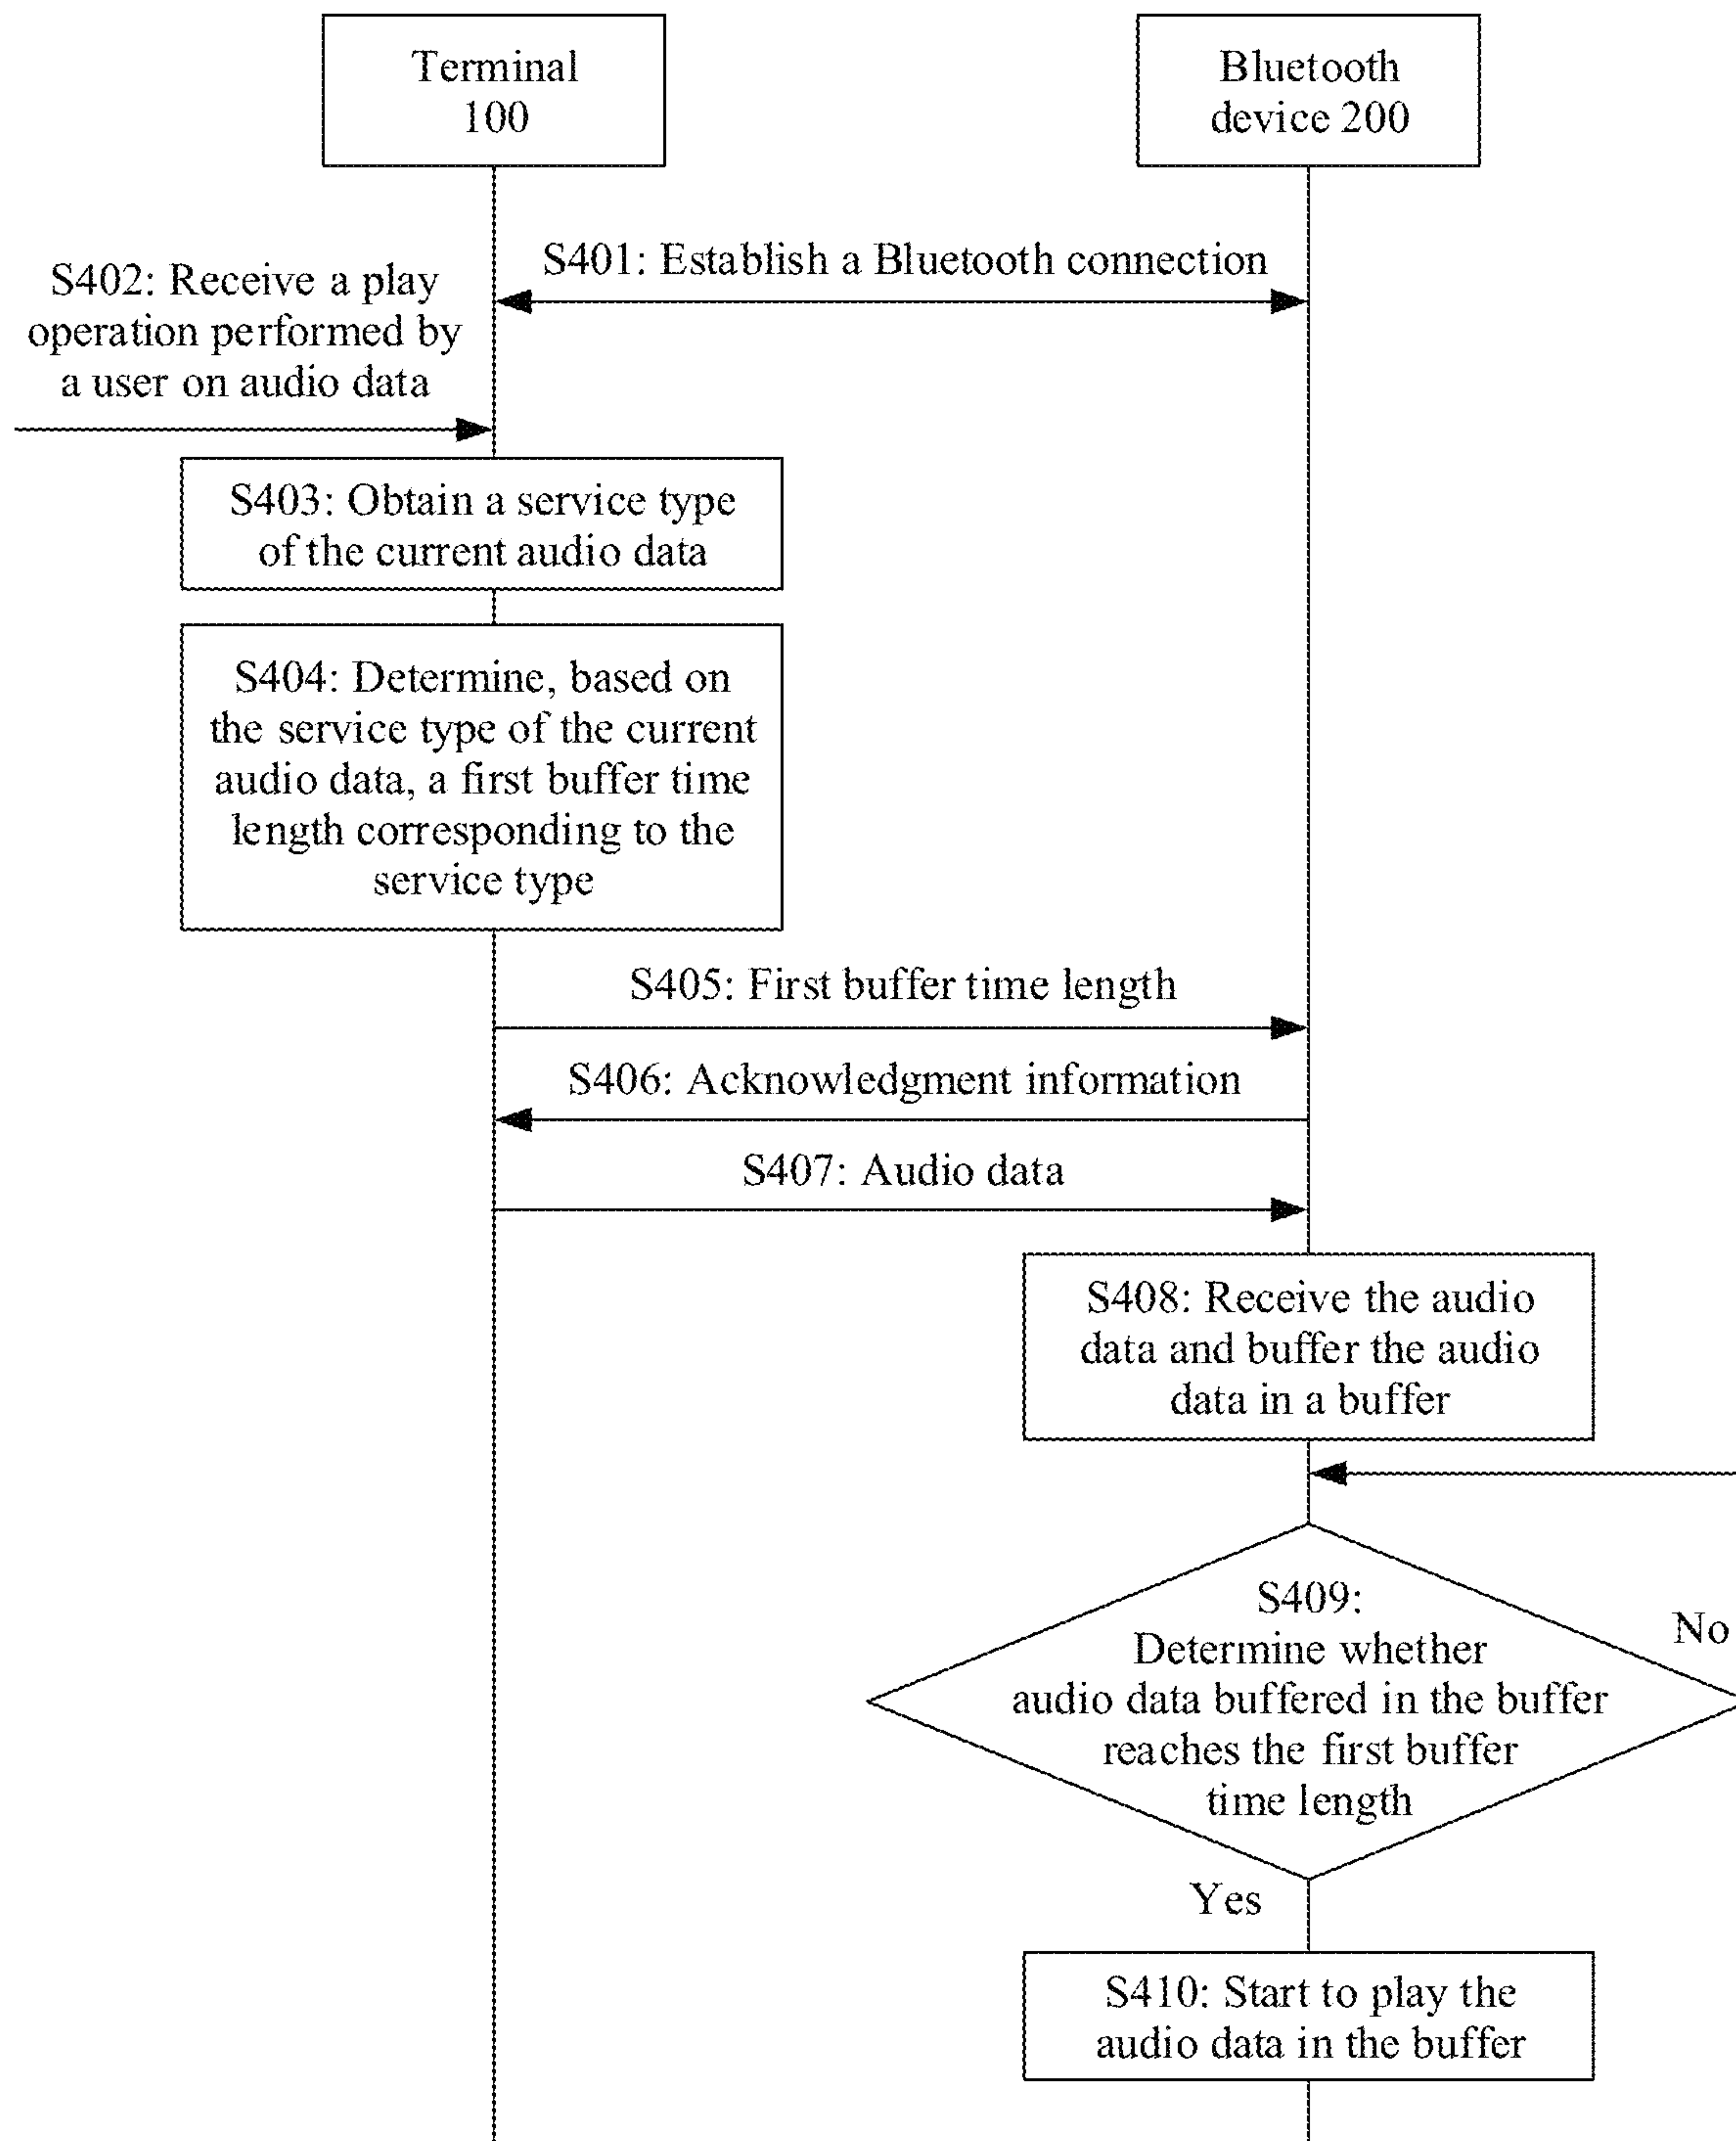 Terminal
100
Bluetooth
device 200
S401: Establish a Bluetooth connection
S402: Receive a play
operation performed by
a user on audio data
S403: Obtain a service type
of the current audio data
S404: Determine, based on
the service type of the current
audio data, a first buffer time
length corresponding to the
service type
S405: First buffer time length
S406: Acknowledgment information
S407: Audio data
S408: Receive the audio
data and buffer the audio
data in a buffer
S409:
Determine whether
audio data buffered in the buffer
reaches the first buffer
time length
No
Yes
S410: Start to play the
audio data in the buffer